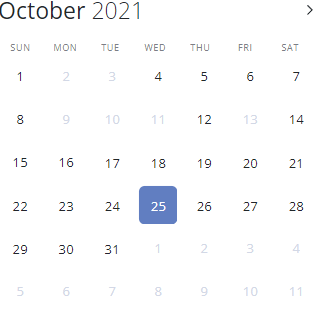 October 2021
SUN MON TUE WED THU FRI SAT
1 2 3 4 5 6 7
8 9 10 11 12 13 14
15 16 17 18 19 20 21
22 23 24 25 26 27 28
29 30 31 1 2 3 4
5 6 7 8 9 10 11